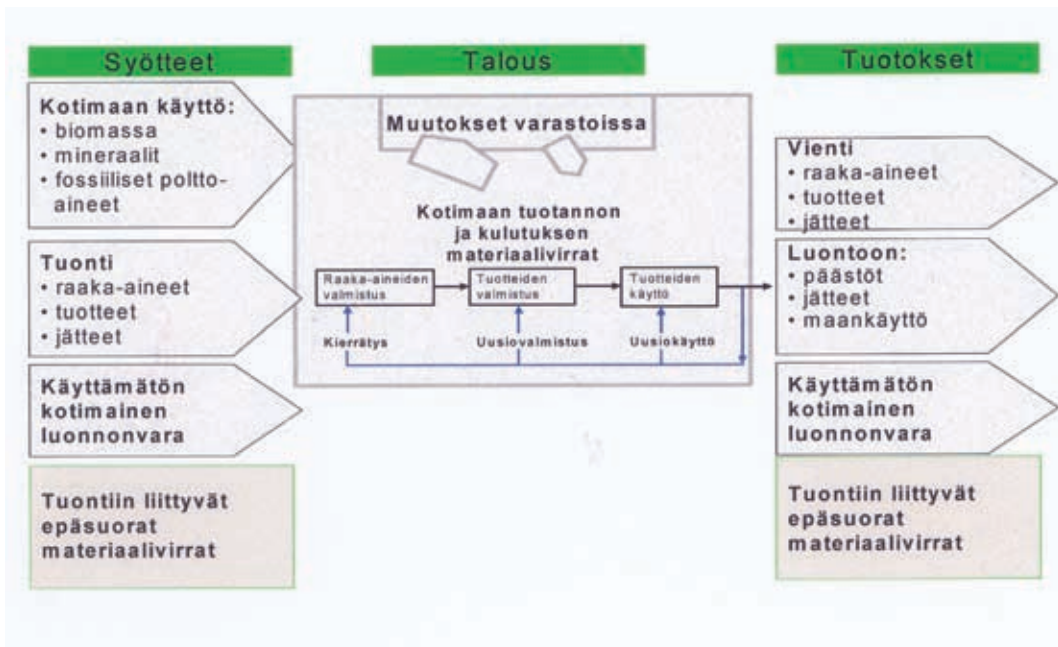 Syötteet
Kotimaan käyttö:
• biomassa
• mineraalit
• fossiiliset poltto-
aineet
Tuonti
• raaka-aineet
• tuotteet
• jätteet
Käyttämätön
kotimainen
luonnonvara
Tuontiin liittyvät
epäsuorat
materiaalivirrat
Talous
Muutokset varastoissa
Kotimaan tuotannon
ja kulutuksen
materiaalivirrat
Raaka-aineiden
valmistus
Tuotteiden
valmistus
Tuotteiden
käyttö
Kierrätys
Uusiovalmistus
Uusiokäyttö
Tuotokset
Vienti
• raaka-aineet
• tuotteet
• jätteet
Luontoon:
• päästöt
• jätteet
• maankäyttö
Käyttämätön
kotimainen
luonnonvara
Tuontiin liittyvät
epäsuorat
materiaalivirrat